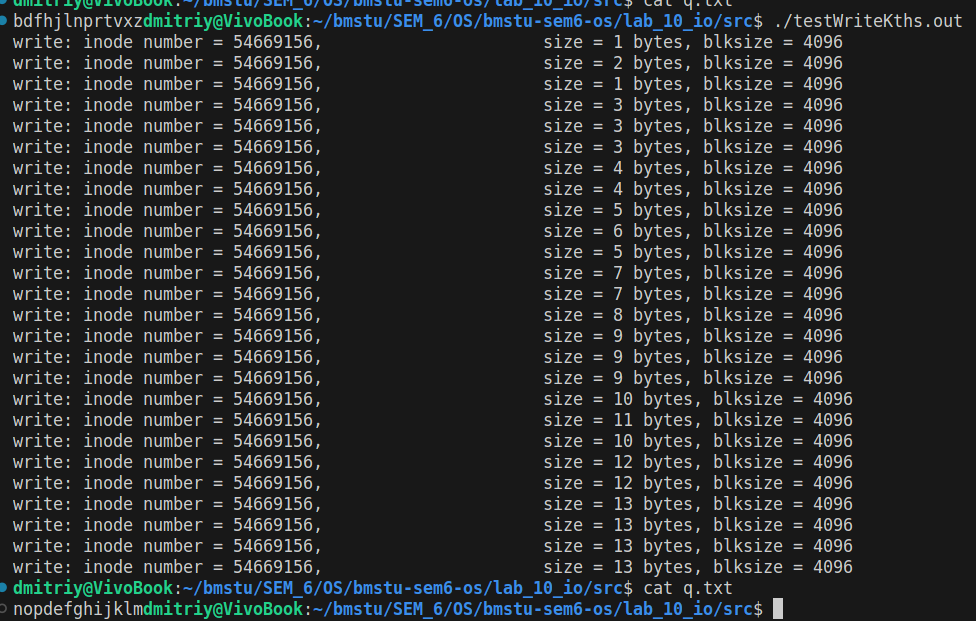 dmitriy@VivoBook:~/bmstu/SEM_6/OS/bmstu-sem6-os/lab_10_io/src$ cat q.txt
bdfhjlnprtvxzdmitriy@VivoBook:~/bmstu/SEM_6/OS/bmstu-sem6-os/lab_10_io/src$ ./testWriteKths.out
write: inode number = 54669156, size = 1 bytes, blksize = 4096
write: inode number = 54669156, size = 2 bytes, blksize = 4096
write: inode number = 54669156, size = 1 bytes, blksize = 4096
write: inode number = 54669156, size = 3 bytes, blksize = 4096
write: inode number = 54669156, size = 3 bytes, blksize = 4096
write: inode number = 54669156, size = 3 bytes, blksize = 4096
write: inode number = 54669156, size = 4 bytes, blksize = 4096
write: inode number = 54669156, size = 4 bytes, blksize = 4096
write: inode number = 54669156, size = 5 bytes, blksize = 4096
write: inode number = 54669156, size = 6 bytes, blksize = 4096
write: inode number = 54669156, size = 5 bytes, blksize = 4096
write: inode number = 54669156, size = 7 bytes, blksize = 4096
write: inode number = 54669156, size = 7 bytes, blksize = 4096
write: inode number = 54669156, size = 8 bytes, blksize = 4096
write: inode number = 54669156, size = 9 bytes, blksize = 4096
write: inode number = 54669156, size = 9 bytes, blksize = 4096
write: inode number = 54669156, size = 9 bytes, blksize = 4096
write: inode number = 54669156, size = 10 bytes, blksize = 4096
write: inode number = 54669156, size = 11 bytes, blksize = 4096
write: inode number = 54669156, size = 10 bytes, blksize = 4096
write: inode number = 54669156, size = 12 bytes, blksize = 4096
write: inode number = 54669156, size = 12 bytes, blksize = 4096
write: inode number = 54669156, size = 13 bytes, blksize = 4096
write: inode number = 54669156, size = 13 bytes, blksize = 4096
write: inode number = 54669156, size = 13 bytes, blksize = 4096
write: inode number = 54669156, size = 13 bytes, blksize = 4096
dmitriy@VivoBook:~/bmstu/SEM_6/OS/bmstu-sem6-os/lab_10_io/src$ cat q.txt
nopdefghijklmdmitriy@VivoBook:~/bmstu/SEM_6/OS/bmstu-sem6-os/lab_10_io/src$